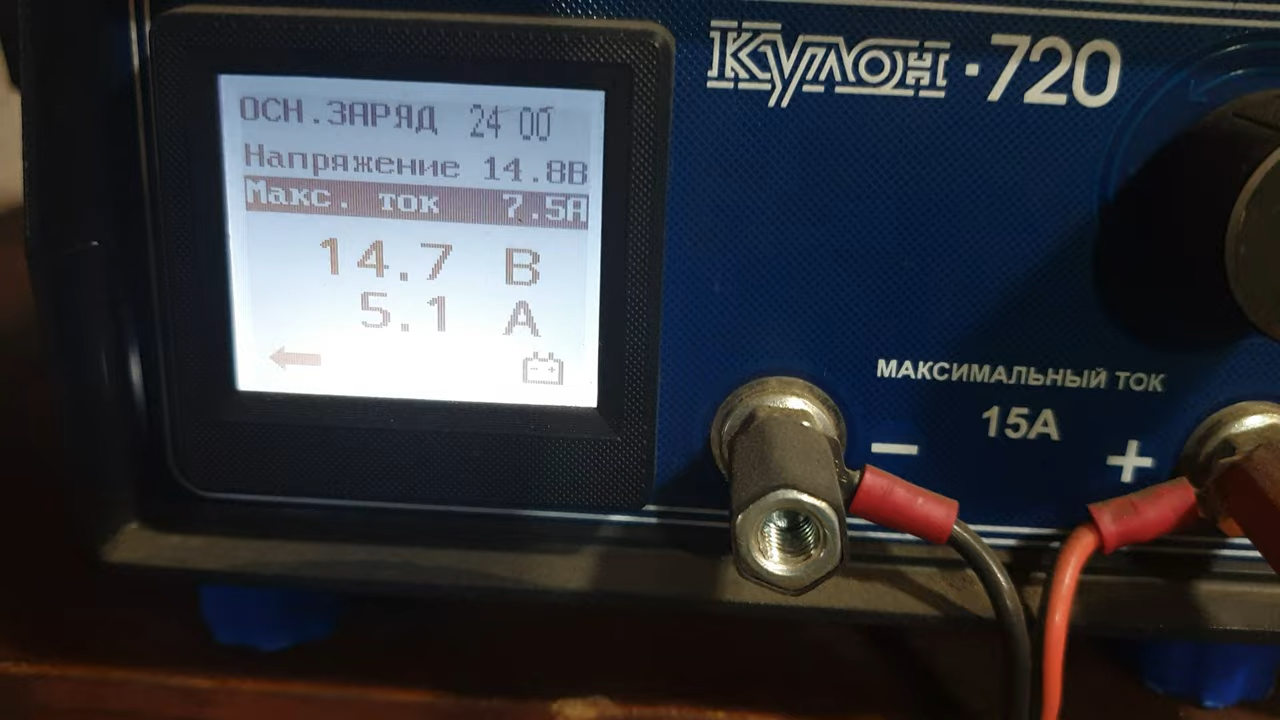 ОСН.ЗАРЯД 24 00
Напряжение 14.8В
Макс. ток 7.5А
14.7 В
5.1 А
Кулон·720
МАКСИМАЛЬНЫЙ ТОК
15А
− +